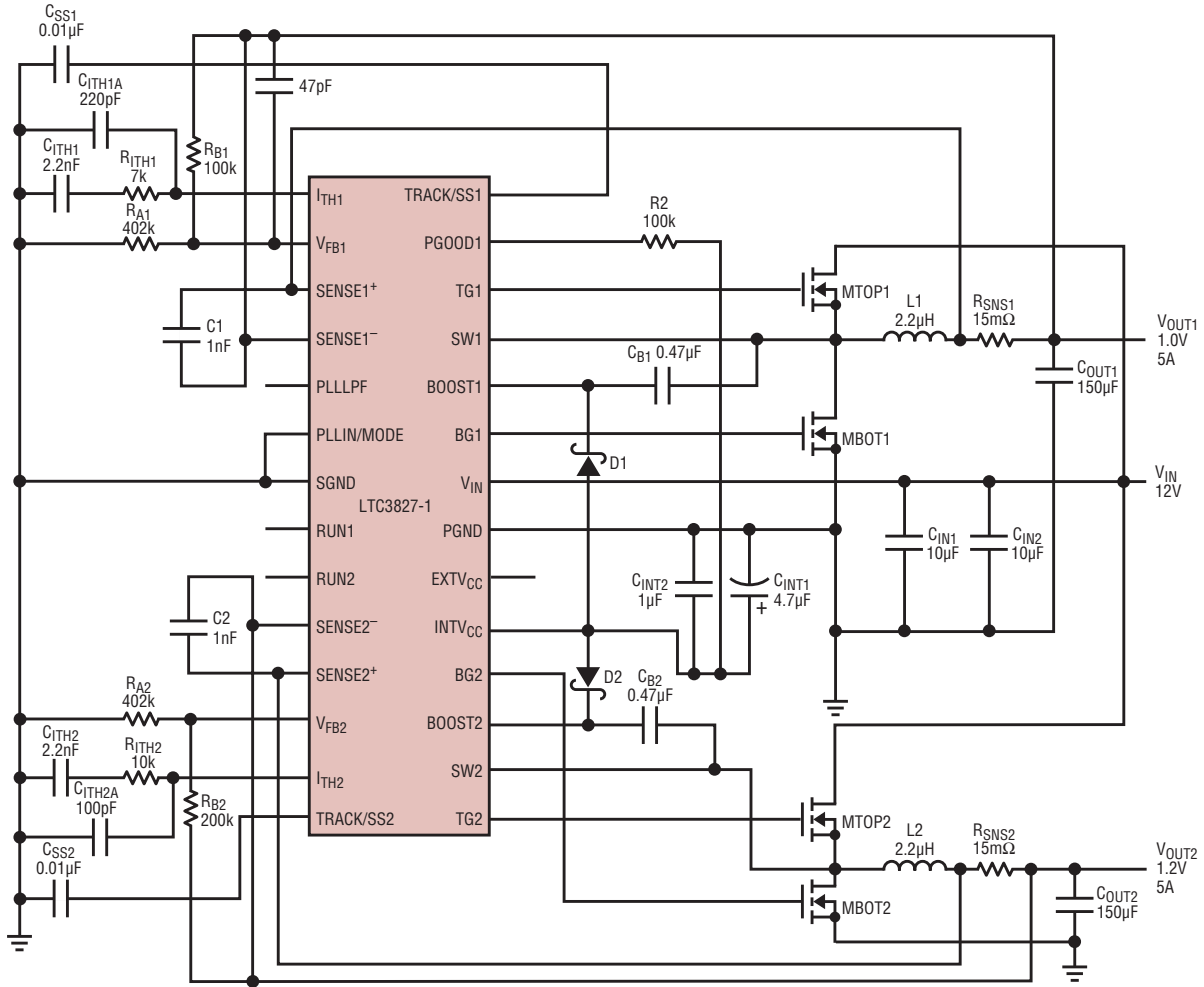 CSS1
0.01µF
CITH1A
220pF
47pF
CITH1
2.2nF
RITH1
7k
RB1
100k
RA1
402k
ITH1
TRACK/SS1
R2
100k
VFB1
PGOOD1
SENSE1+
TG1
MTOP1
L1
2.2µH
RSNS1
15mΩ
C1
1nF
SENSE1–
SW1
VOUT1
1.0V
5A
CB1 0.47µF
COUT1
150µF
PLLLPF
BOOST1
PLLIN/MODE
BG1
MBOT1
D1
SGND
VIN
VIN
12V
LTC3827-1
RUN1
PGND
CIN1
10µF
CIN2
10µF
RUN2
EXTVCC
CINT2
1µF
CINT1
4.7µF
+
C2
1nF
SENSE2–
INTVCC
SENSE2+
BG2
D2
CB2
0.47µF
RA2
402k
VFB2
BOOST2
CITH2
2.2nF
RITH2
10k
ITH2
SW2
CITH2A
100pF
RB2
200k
TRACK/SS2
TG2
MTOP2
L2
2.2µH
RSNS2
15mΩ
CSS2
0.01µF
VOUT2
1.2V
5A
MBOT2
COUT2
150µF